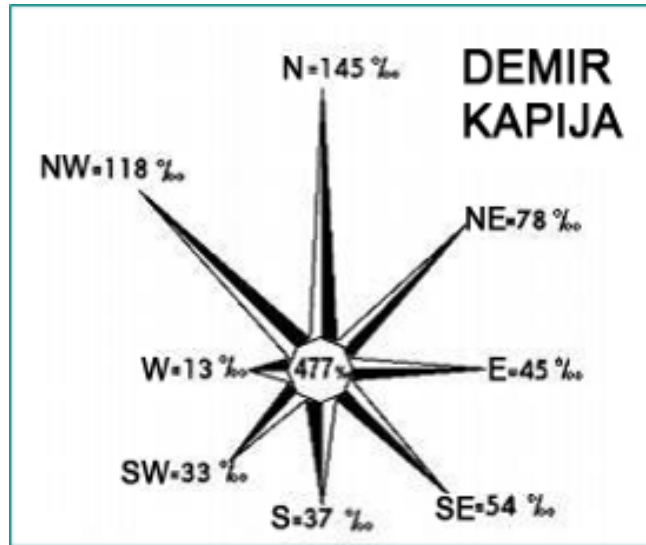 N=145 ‰
DEMIR
KAPIJA
NW=118 ‰
NE=78 ‰
W=13 ‰
477‰
E=45 ‰
SW=33 ‰
S=37 ‰
SE=54 ‰